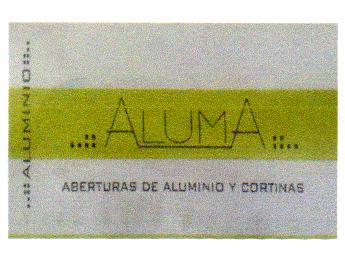 ALUMINIO
ALUMA
ABERTURAS DE ALUMINIO Y CORTINAS